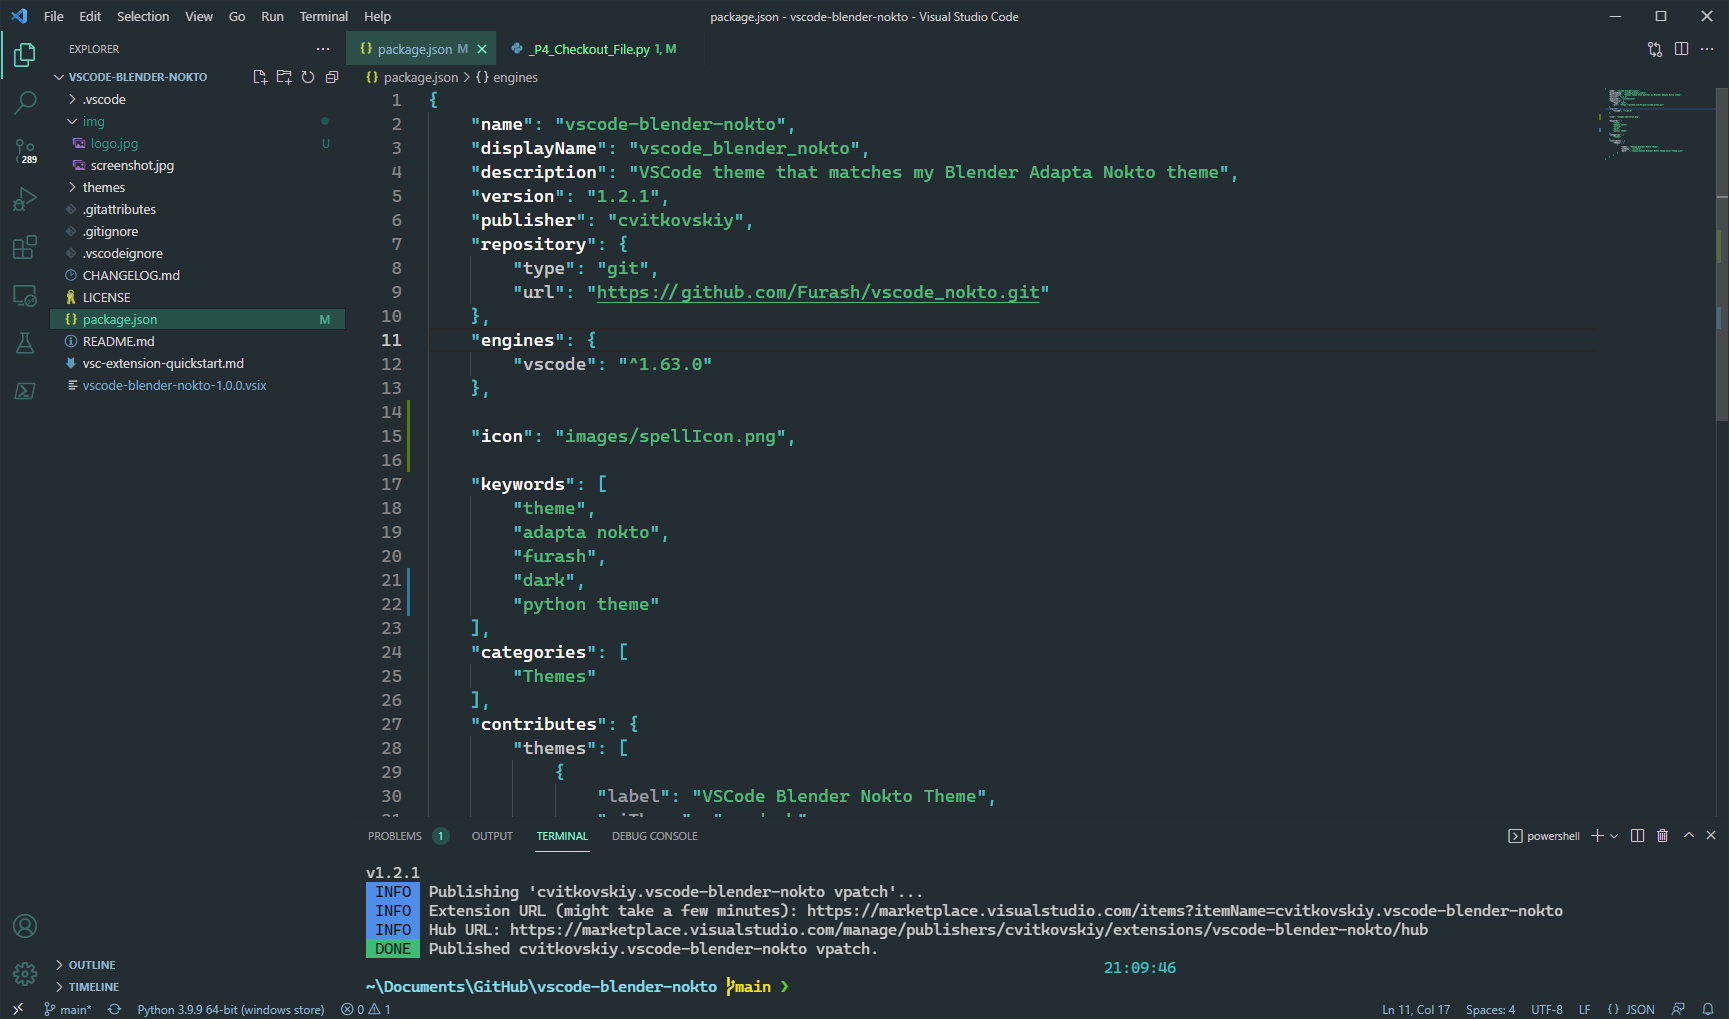 File Edit Selection View Go Run Terminal Help
package.json - vscode-blender-nokto - Visual Studio Code
EXPLORER
VSCODE-BLENDER-NOKTO
.vscode
img
logo.jpg U
screenshot.jpg
themes
.gitattributes
.gitignore
.vscodeignore
CHANGELOG.md
LICENSE
{} package.json M
README.md
vsc-extension-quickstart.md
vscode-blender-nokto-1.0.0.vsix
289
OUTLINE
TIMELINE
{} package.json M
_P4_Checkout_File.py 1, M
{} package.json > {} engines
1 {
2 "name": "vscode-blender-nokto",
3 "displayName": "vscode_blender_nokto",
4 "description": "VSCode theme that matches my Blender Adapta Nokto theme",
5 "version": "1.2.1",
6 "publisher": "cvitkovskiy",
7 "repository": {
8 "type": "git",
9 "url": "https://github.com/Furash/vscode_nokto.git"
10 },
11 "engines": {
12 "vscode": "^1.63.0"
13 },
14
15 "icon": "images/spellIcon.png",
16
17 "keywords": [
18 "theme",
19 "adapta nokto",
20 "furash",
21 "dark",
22 "python theme"
23 ],
24 "categories": [
25 "Themes"
26 ],
27 "contributes": {
28 "themes": [
29 {
30 "label": "VSCode Blender Nokto Theme",
PROBLEMS 1 OUTPUT TERMINAL DEBUG CONSOLE
powershell
v1.2.1
INFO Publishing 'cvitkovskiy.vscode-blender-nokto vpatch'...
INFO Extension URL (might take a few minutes): https://marketplace.visualstudio.com/items?itemName=cvitkovskiy.vscode-blender-nokto
INFO Hub URL: https://marketplace.visualstudio.com/manage/publishers/cvitkovskiy/extensions/vscode-blender-nokto/hub
DONE Published cvitkovskiy.vscode-blender-nokto vpatch.
21:09:46
~\Documents\GitHub\vscode-blender-nokto main ❯
main* Python 3.9.9 64-bit (windows store) 0 1
Ln 11, Col 17 Spaces: 4 UTF-8 LF {} JSON